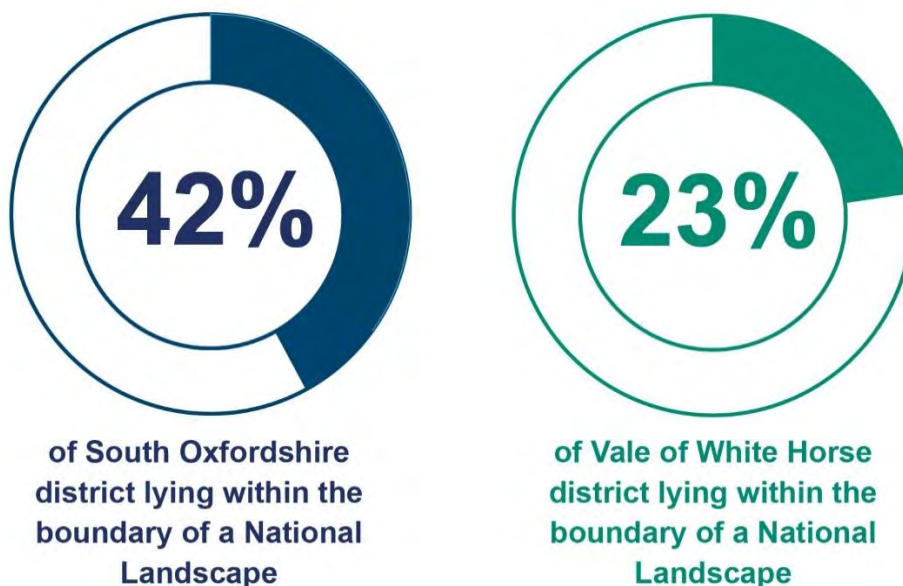 42%
of South Oxfordshire
district lying within the
boundary of a National
Landscape
23%
of Vale of White Horse
district lying within the
boundary of a National
Landscape